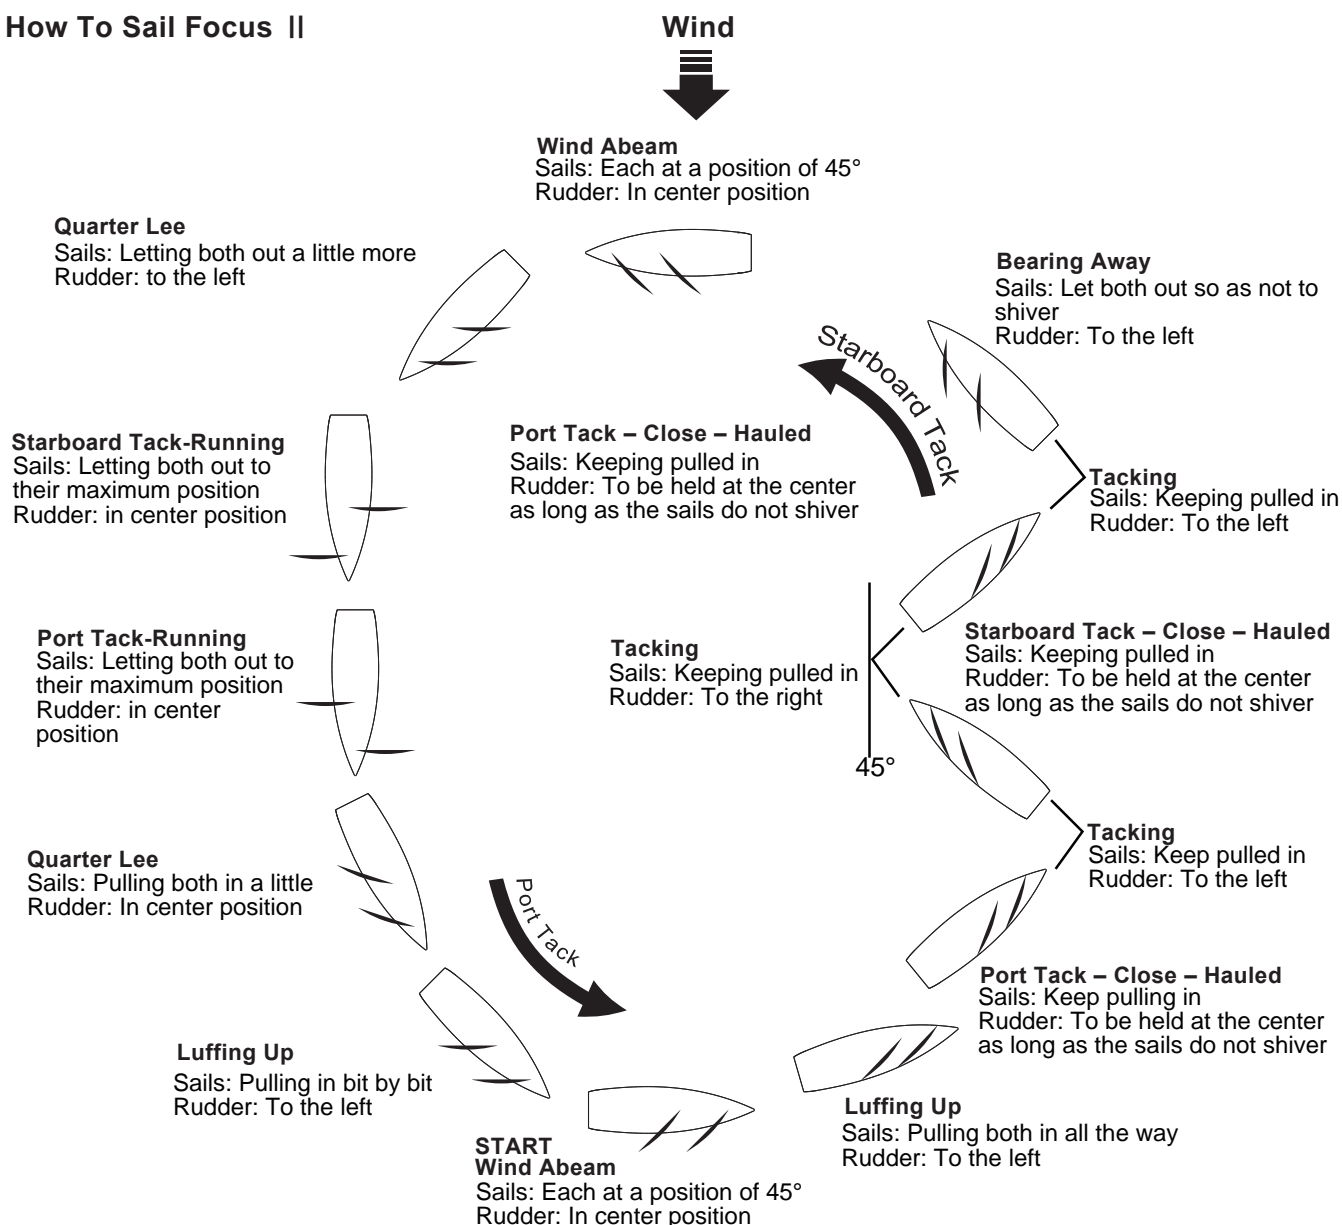 How To Sail Focus II
Wind
Wind Abeam
Sails: Each at a position of 45°
Rudder: In center position
Quarter Lee
Sails: Letting both out a little more
Rudder: to the left
Bearing Away
Sails: Let both out so as not to
shiver
Rudder: To the left
Starboard Tack
Starboard Tack-Running
Sails: Letting both out to
their maximum position
Rudder: in center position
Port Tack – Close – Hauled
Sails: Keeping pulled in
Rudder: To be held at the center
as long as the sails do not shiver
Tacking
Sails: Keeping pulled in
Rudder: To the left
Port Tack-Running
Sails: Letting both out to
their maximum position
Rudder: in center
position
Tacking
Sails: Keeping pulled in
Rudder: To the right
45°
Starboard Tack – Close – Hauled
Sails: Keeping pulled in
Rudder: To be held at the center
as long as the sails do not shiver
Tacking
Sails: Keep pulled in
Rudder: To the left
Quarter Lee
Sails: Pulling both in a little
Rudder: In center position
Port Tack
Port Tack – Close – Hauled
Sails: Keep pulling in
Rudder: To be held at the center
as long as the sails do not shiver
Luffing Up
Sails: Pulling in bit by bit
Rudder: To the left
Luffing Up
Sails: Pulling both in all the way
Rudder: To the left
START
Wind Abeam
Sails: Each at a position of 45°
Rudder: In center position